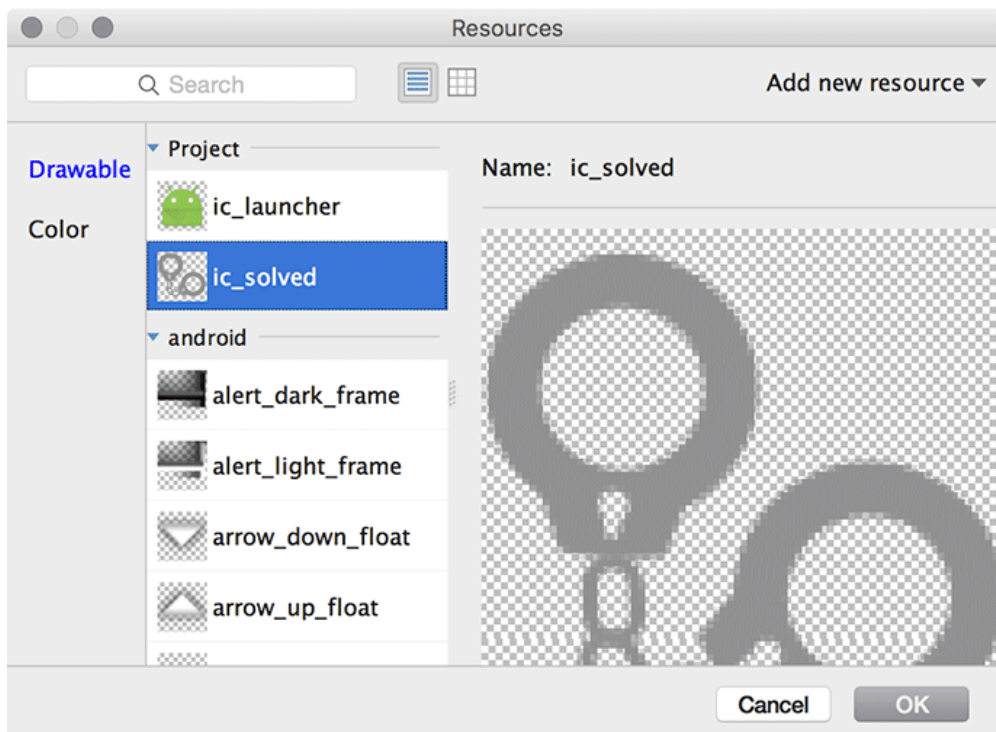 Resources
Search
Add new resource
Drawable
Color
Project
ic_launcher
ic_solved
android
alert_dark_frame
alert_light_frame
arrow_down_float
arrow_up_float
Name: ic_solved
Cancel
OK